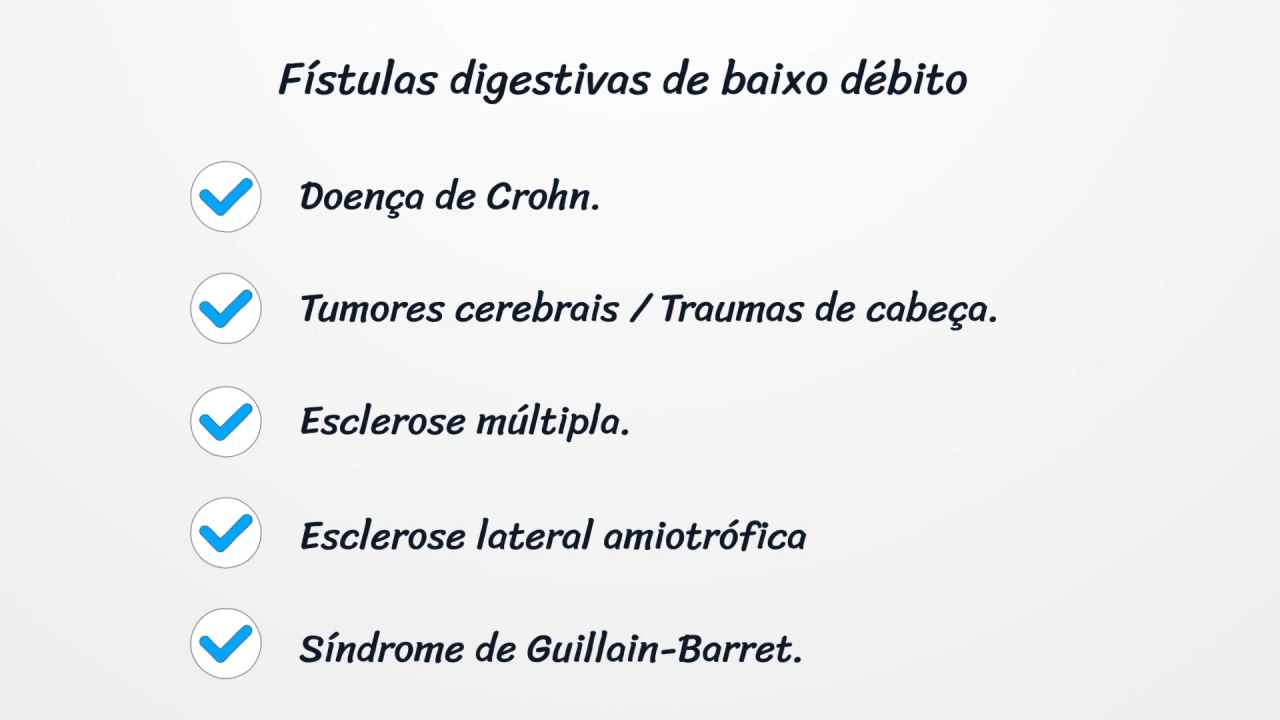 Fístulas digestivas de baixo débito
Doença de Crohn.
Tumores cerebrais / Traumas de cabeça.
Esclerose múltipla.
Esclerose lateral amiotrófica
Síndrome de Guillain-Barret.